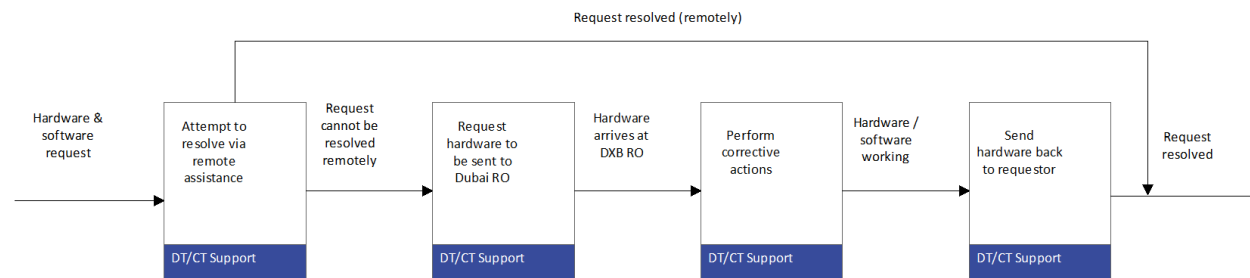 Request resolved (remotely)
Hardware &
software
request
Attempt to
resolve via
remote
assistance
DT/CT Support
Request
cannot be
resolved
remotely
Request
hardware to
be sent to
Dubai RO
DT/CT Support
Hardware
arrives at
DXB RO
Perform
corrective
actions
DT/CT Support
Hardware /
software
working
Send
hardware back
to requestor
DT/CT Support
Request
resolved